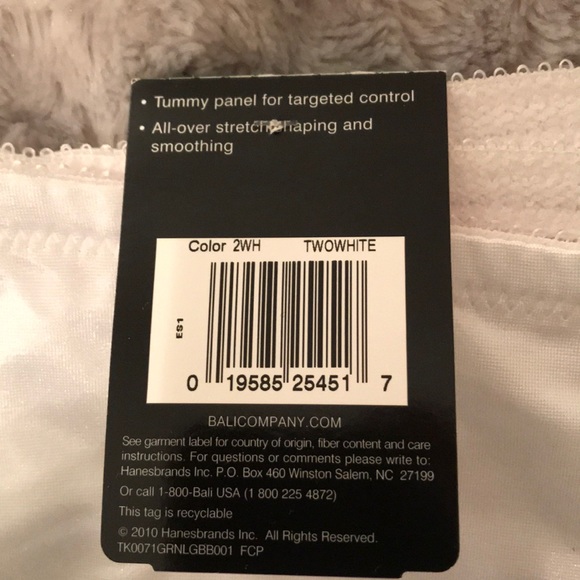 • Tummy panel for targeted control
• All-over stretch shaping and
smoothing
Color 2WH TWOWHITE
ES1
0 19585 25451 7
BALICOMPANY.COM
See garment label for country of origin, fiber content and care
instructions. For questions or comments please write to:
Hanesbrands Inc. P.O. Box 460 Winston Salem, NC 27199
Or call 1-800-Bali USA (1 800 225 4872)
This tag is recyclable
© 2010 Hanesbrands Inc. All Rights Reserved.
TK0071GRNLGBB001 FCP